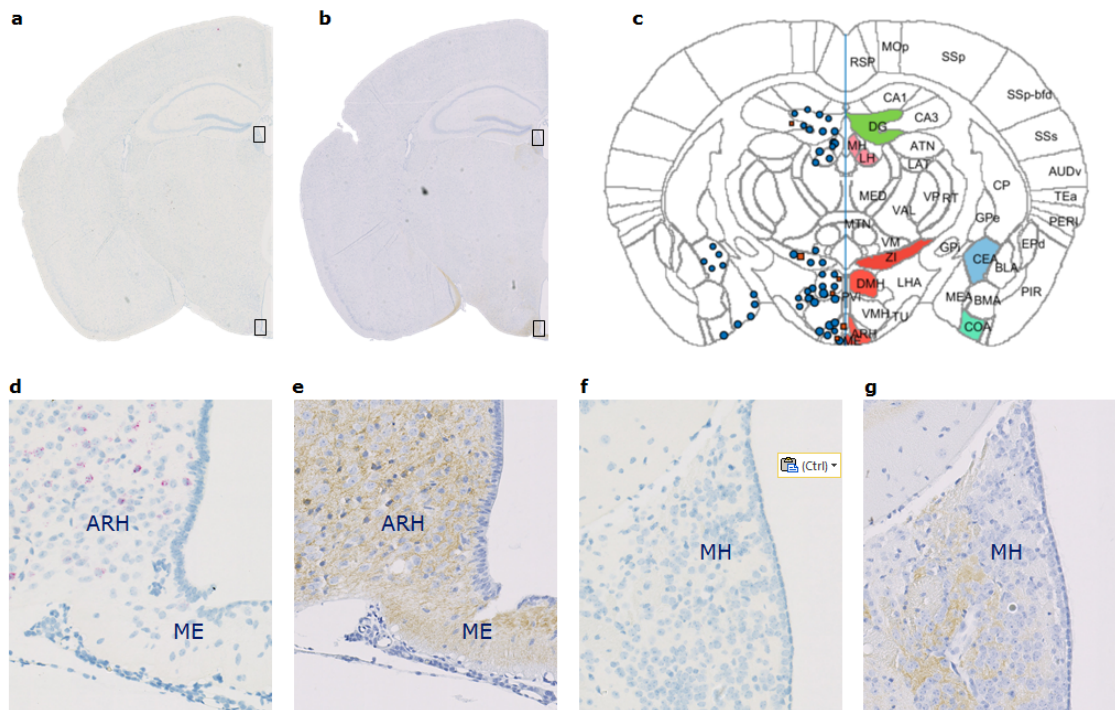 a
b
c
RSP
MOp
SSp
SSp-bfd
SSs
AUDv
TEa
PERI
CA1
CA3
DG
MH
LH
ATN
LAT
MED
VAL
VP
RT
CP
GPe
MTN
VM
ZI
GPi
CEA
EPd
BLA
DMH
LHA
PVi
MEA
BMA
PIR
VMH
TU
ARH
ME
COA
d
e
f
g
ARH
ME
ARH
ME
MH
(Ctrl)
MH